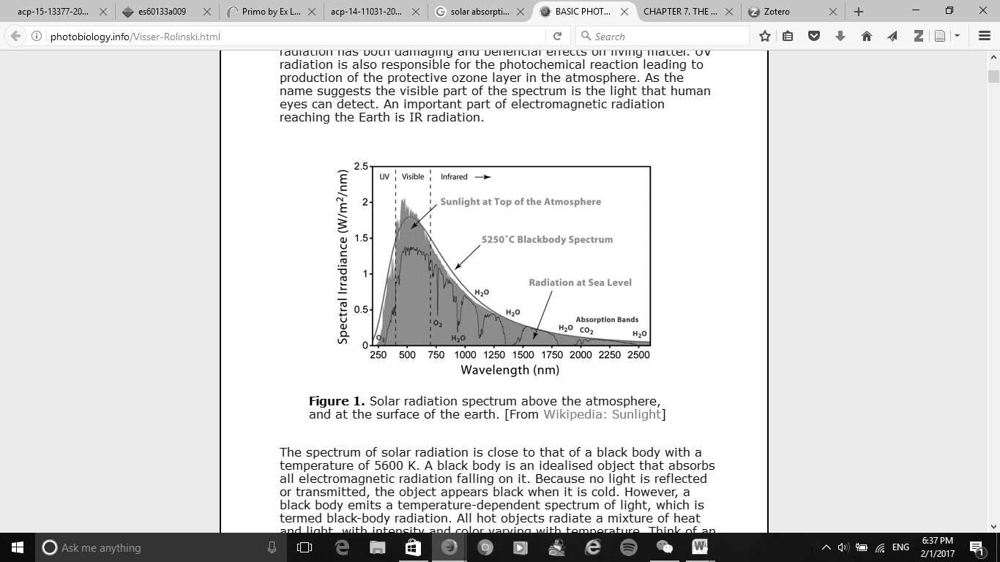 acp-15-13377-20... es60133a009 Primo by Ex L... acp-14-11031-20... solar absorpti... BASIC PHOT... CHAPTER 7. THE ... Zotero
photobiology.info/Visser-Rolinski.html Search
radiation has both damaging and beneficial effects on living matter. UV
radiation is also responsible for the photochemical reaction leading to
production of the protective ozone layer in the atmosphere. As the
name suggests the visible part of the spectrum is the light that human
eyes can detect. An important part of electromagnetic radiation
reaching the Earth is IR radiation.
Spectral Irradiance (W/m²/nm)
2.5
2
1.5
1
0.5
0
UV Visible Infrared
Sunlight at Top of the Atmosphere
5250°C Blackbody Spectrum
Radiation at Sea Level
H₂O
H₂O
Absorption Bands
O₂
H₂O CO₂ H₂O
O₃ H₂O
250 500 750 1000 1250 1500 1750 2000 2250 2500
Wavelength (nm)
Figure 1. Solar radiation spectrum above the atmosphere,
and at the surface of the earth. [From Wikipedia: Sunlight]
The spectrum of solar radiation is close to that of a black body with a
temperature of 5600 K. A black body is an idealised object that absorbs
all electromagnetic radiation falling on it. Because no light is reflected
or transmitted, the object appears black when it is cold. However, a
black body emits a temperature-dependent spectrum of light, which is
termed black-body radiation. All hot objects radiate a mixture of heat
and light, with intensity and color varying with temperature. Think of an
Ask me anything
ENG
6:37 PM
2/1/2017